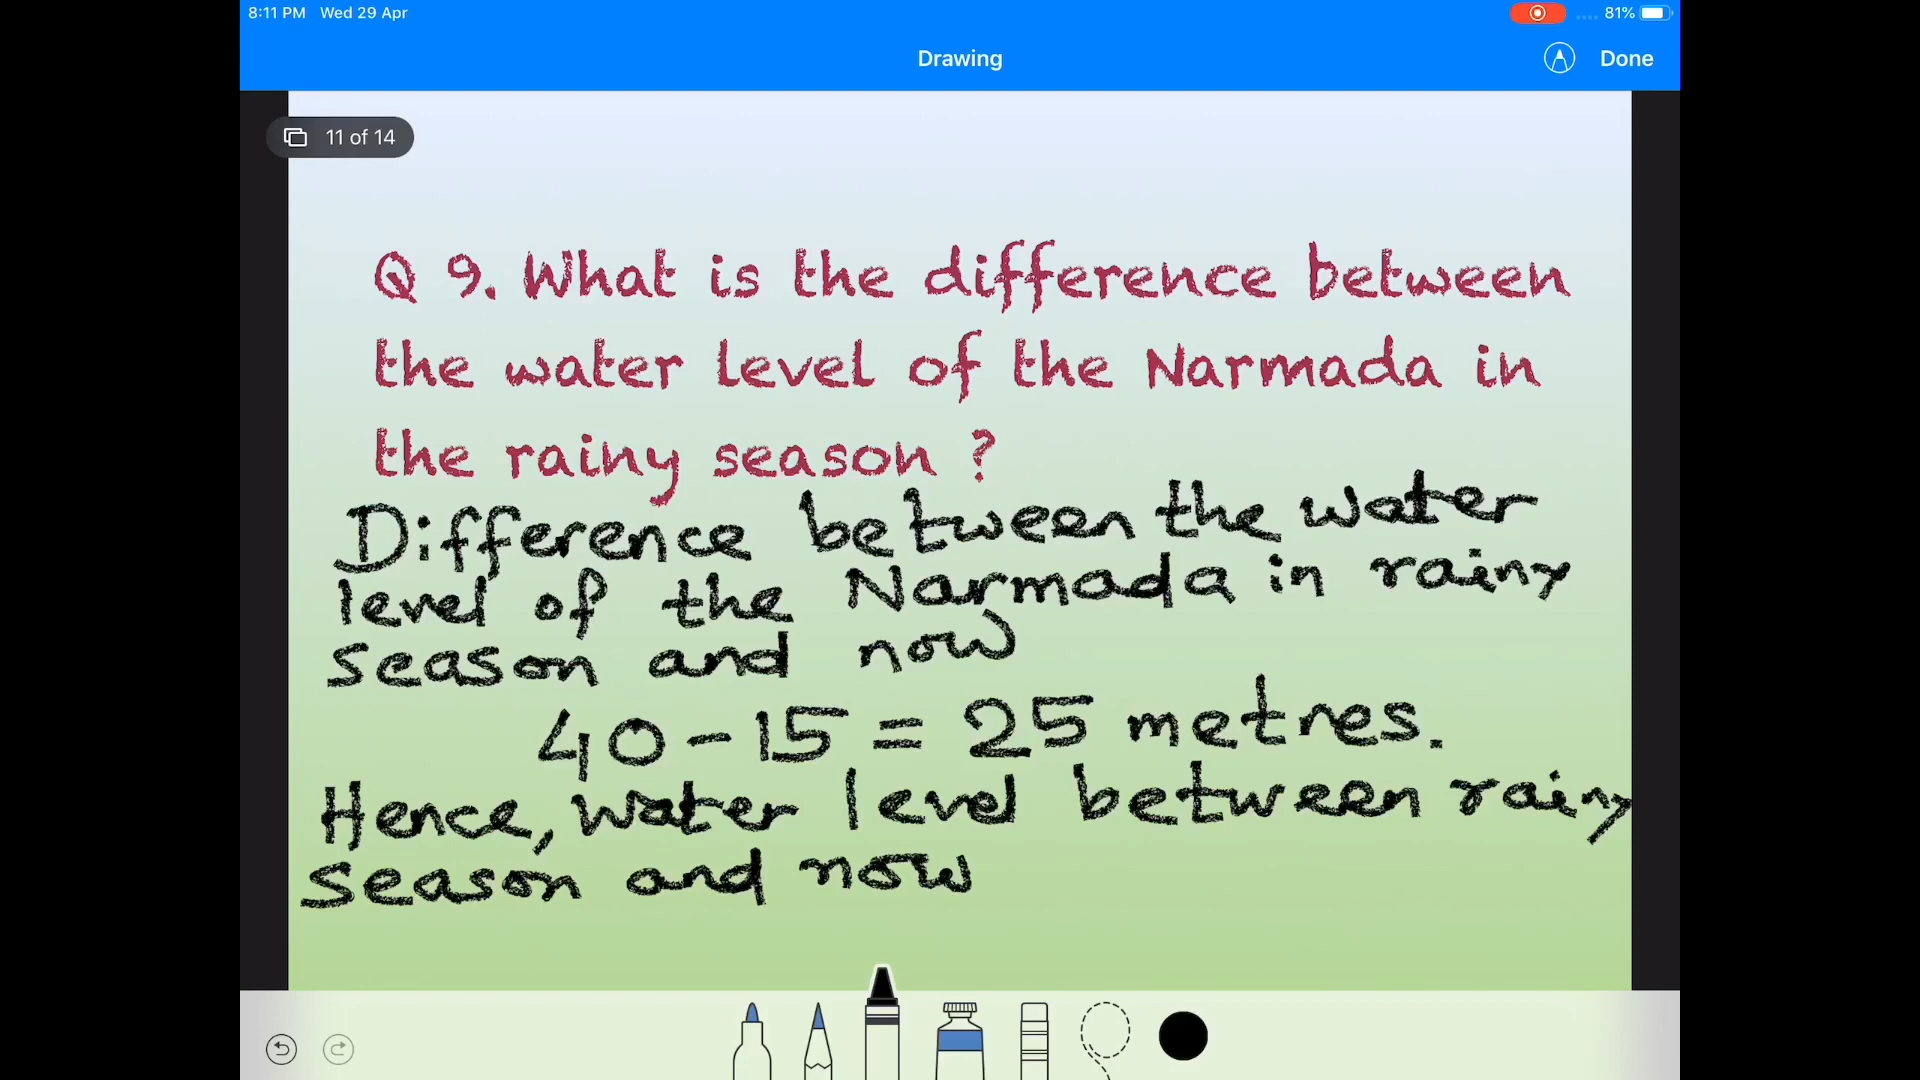 8:11 PM Wed 29 Apr 81%
Drawing Done
11 of 14
Q 9. What is the difference between
the water level of the Narmada in
the rainy season ?
Difference between the water
level of the Narmada in rainy
season and now
40-15 = 25 metres.
Hence, water level between rainy
season and now